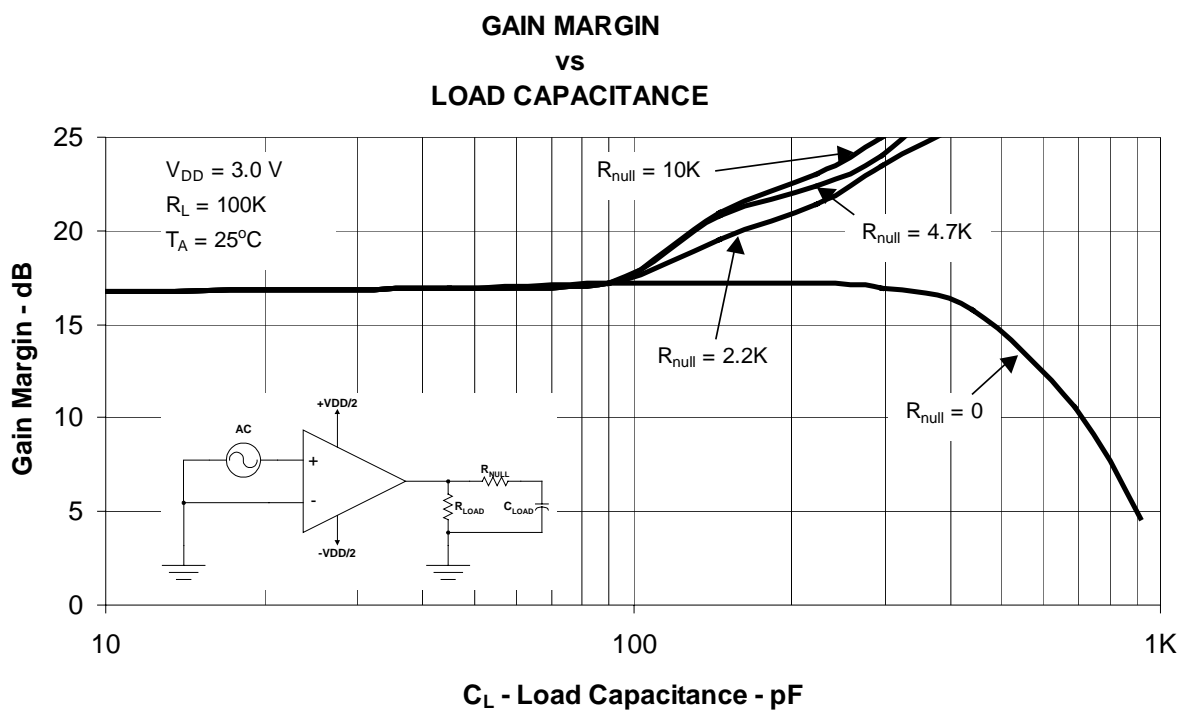 GAIN MARGIN
vs
LOAD CAPACITANCE
Gain Margin - dB
25
20
15
10
5
0
V_DD = 3.0 V
R_L = 100K
T_A = 25°C
R_null = 10K
R_null = 4.7K
R_null = 2.2K
R_null = 0
+VDD/2
AC
+
-
R_NULL
R_LOAD
C_LOAD
-VDD/2
10
100
1K
C_L - Load Capacitance - pF